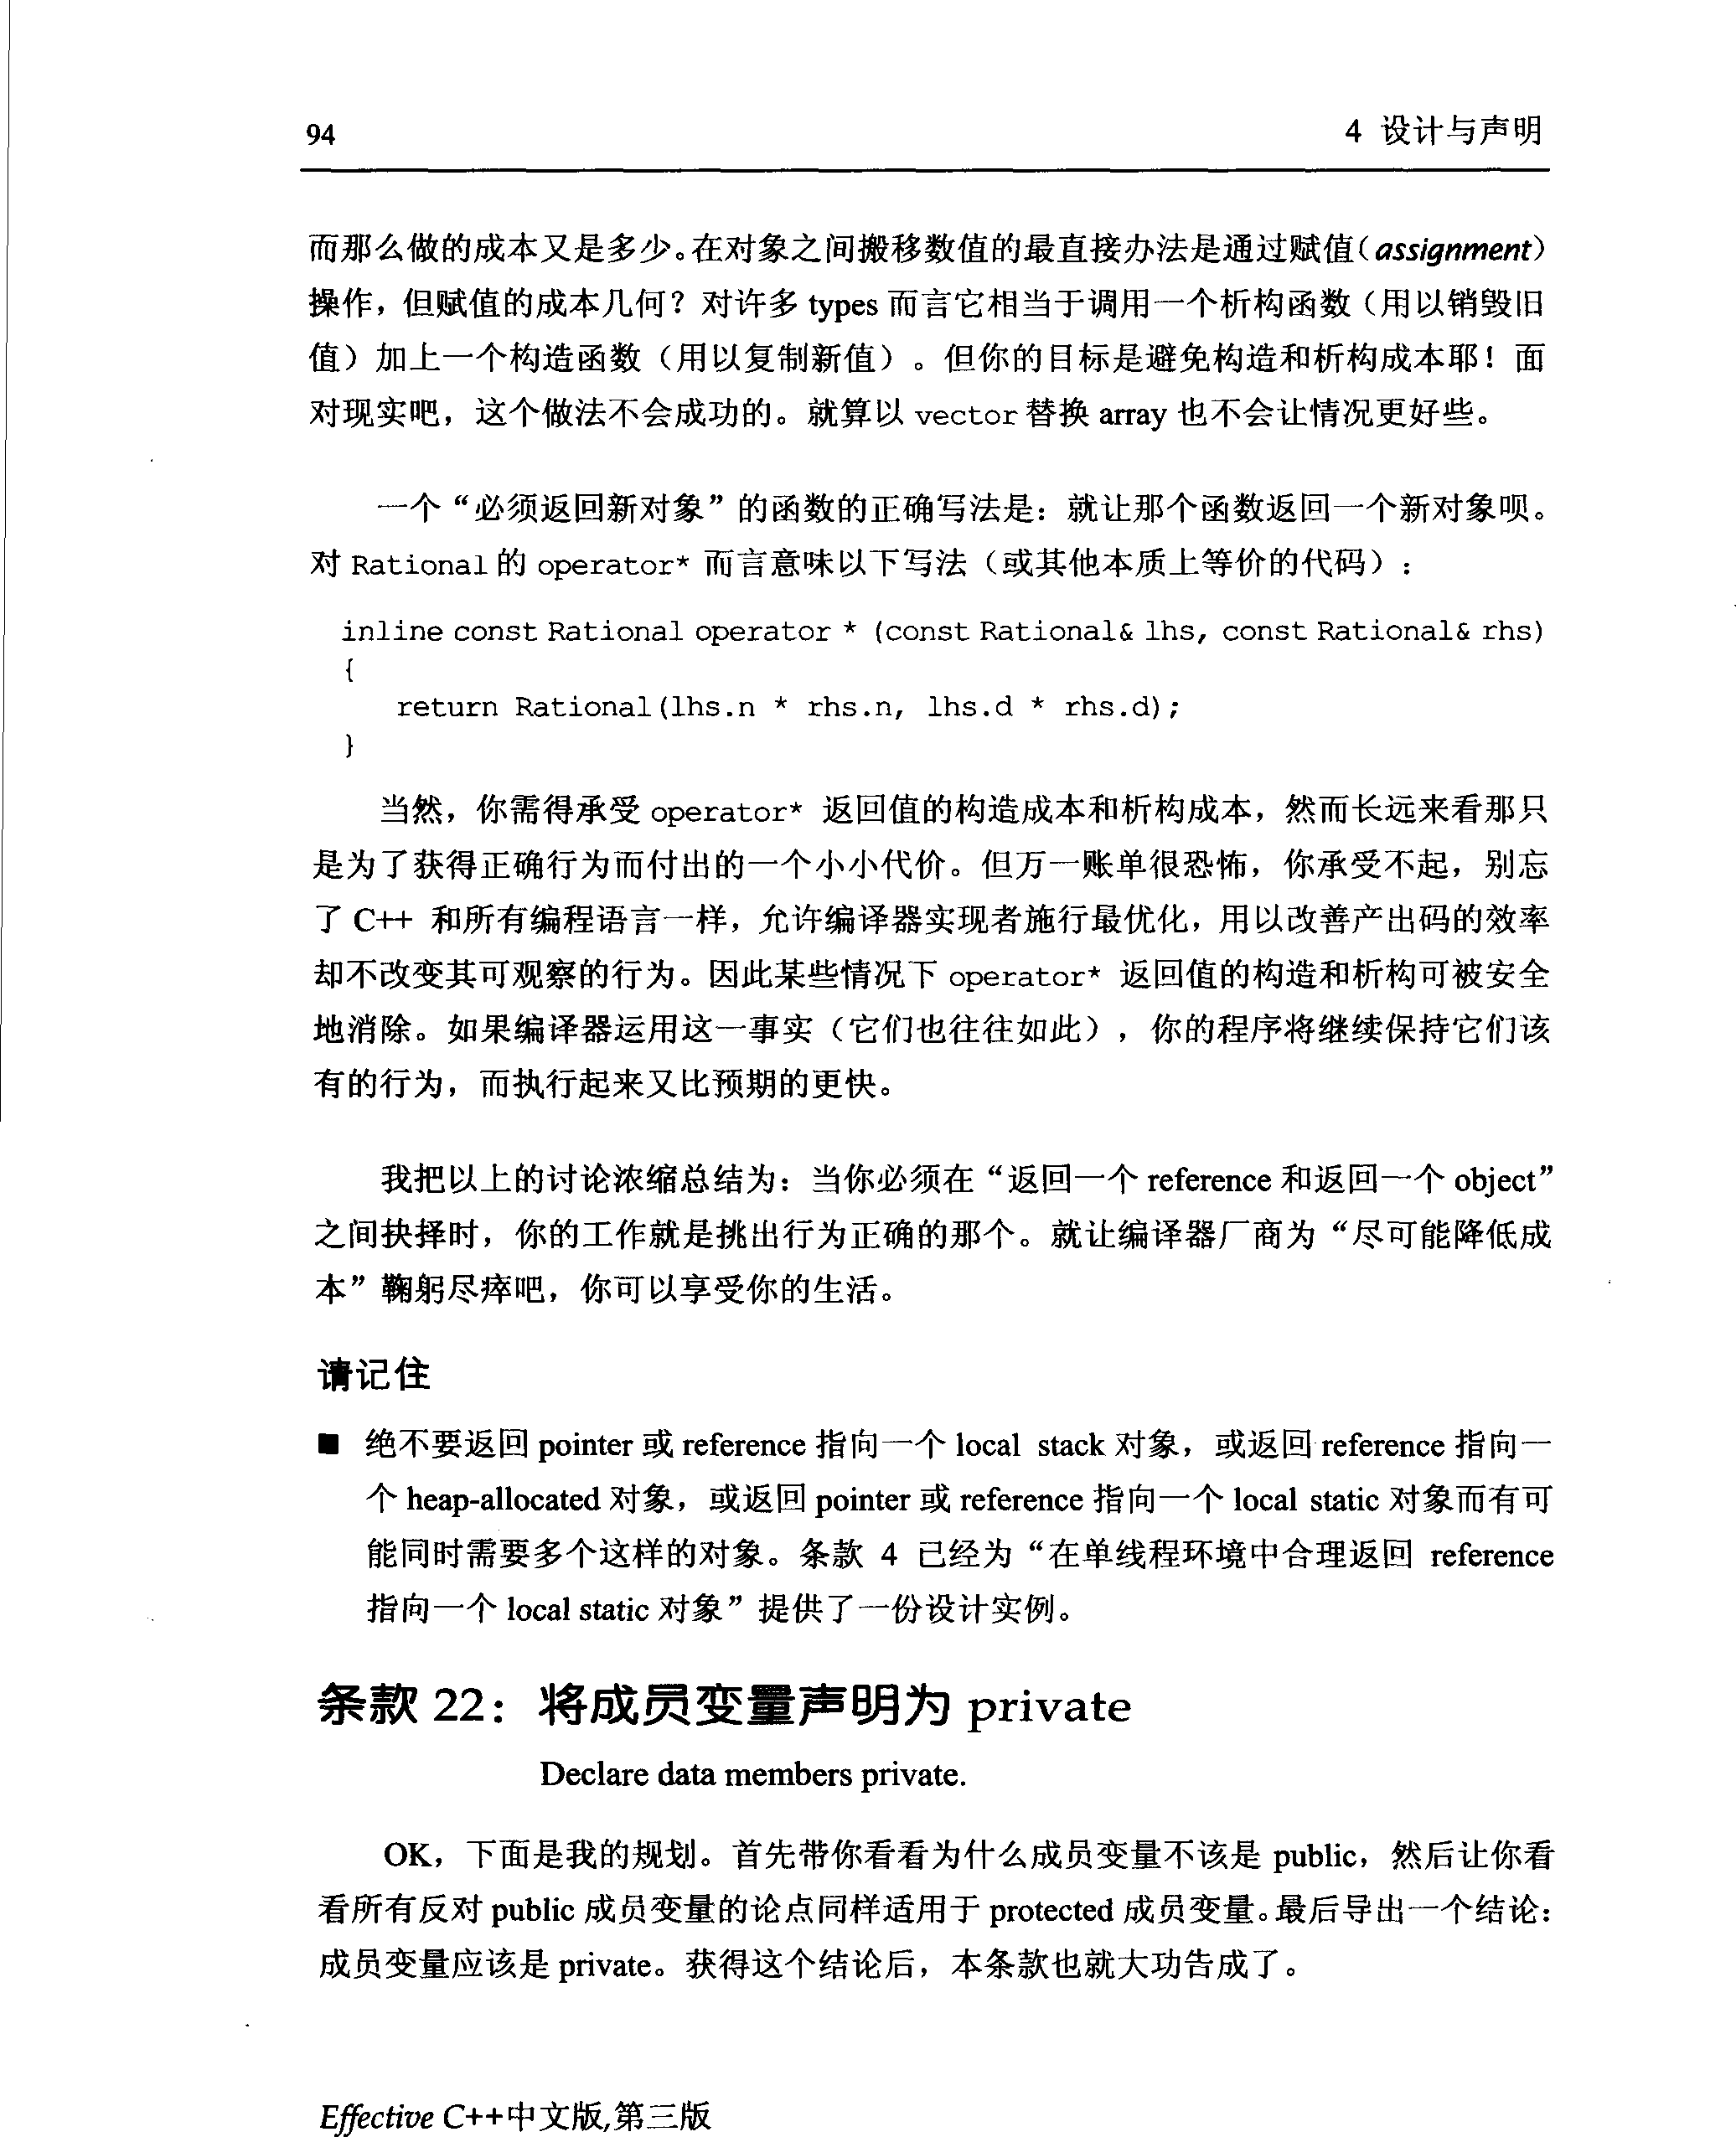 94
4 设计与声明
而那么做的成本又是多少。在对象之间搬移数值的最直接办法是通过赋值(assignment)
操作，但赋值的成本几何？对许多 types 而言它相当于调用一个析构函数（用以销毁旧
值）加上一个构造函数（用以复制新值）。但你的目标是避免构造和析构成本耶！面
对现实吧，这个做法不会成功的。就算以 vector 替换 array 也不会让情况更好些。
一个“必须返回新对象”的函数的正确写法是：就让那个函数返回一个新对象呗。
对 Rational 的 operator* 而言意味以下写法（或其他本质上等价的代码）：
inline const Rational operator * (const Rational& lhs, const Rational& rhs)
{
return Rational(lhs.n * rhs.n, lhs.d * rhs.d);
}
当然，你需得承受 operator* 返回值的构造成本和析构成本，然而长远来看那只
是为了获得正确行为而付出的一个小小代价。但万一账单很恐怖，你承受不起，别忘
了 C++ 和所有编程语言一样，允许编译器实现者施行最优化，用以改善产出码的效率
却不改变其可观察的行为。因此某些情况下 operator* 返回值的构造和析构可被安全
地消除。如果编译器运用这一事实（它们也往往如此），你的程序将继续保持它们该
有的行为，而执行起来又比预期的更快。
我把以上的讨论浓缩总结为：当你必须在“返回一个 reference 和返回一个 object”
之间抉择时，你的工作就是挑出行为正确的那个。就让编译器厂商为“尽可能降低成
本”鞠躬尽瘁吧，你可以享受你的生活。
请记住
■ 绝不要返回 pointer 或 reference 指向一个 local stack 对象，或返回 reference 指向一
个 heap-allocated 对象，或返回 pointer 或 reference 指向一个 local static 对象而有可
能同时需要多个这样的对象。条款 4 已经为“在单线程环境中合理返回 reference
指向一个 local static 对象”提供了一份设计实例。
条款 22：将成员变量声明为 private
Declare data members private.
OK，下面是我的规划。首先带你看看为什么成员变量不该是 public，然后让你看
看所有反对 public 成员变量的论点同样适用于 protected 成员变量。最后导出一个结论：
成员变量应该是 private。获得这个结论后，本条款也就大功告成了。
Effective C++中文版,第三版